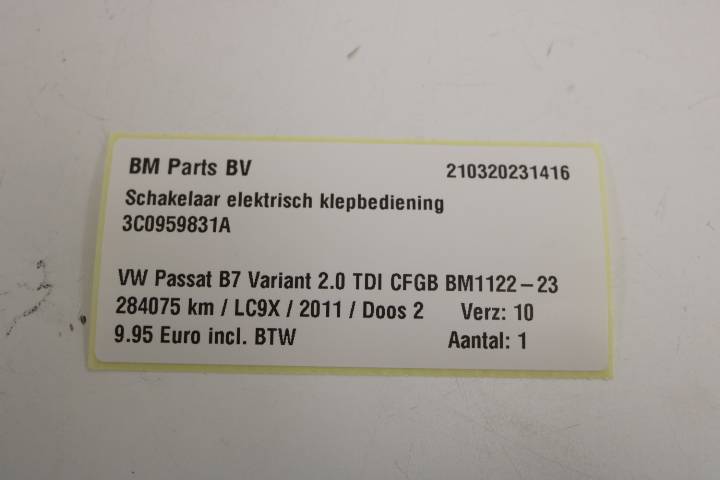 BM Parts BV 210320231416
Schakelaar elektrisch klepbediening
3C0959831A
VW Passat B7 Variant 2.0 TDI CFGB BM1122-23
284075 km / LC9X / 2011 / Doos 2 Verz: 10
9.95 Euro incl. BTW Aantal: 1